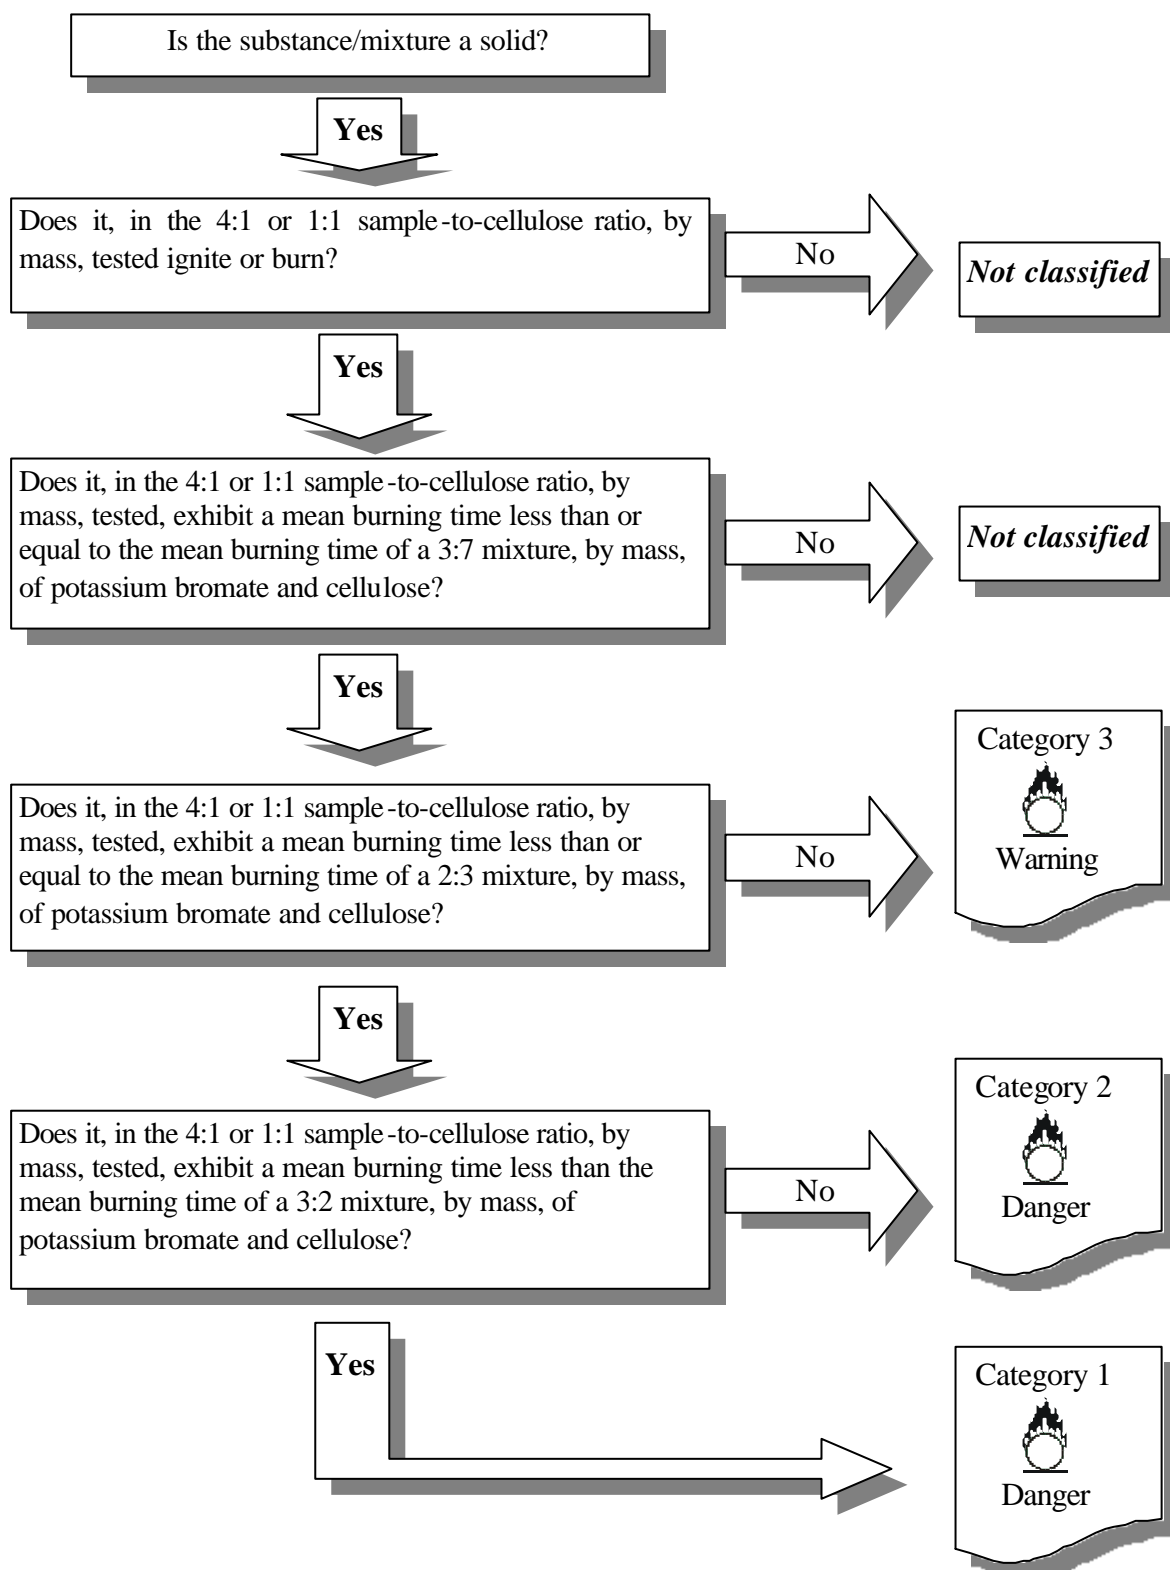 Is the substance/mixture a solid?
Yes
Does it, in the 4:1 or 1:1 sample-to-cellulose ratio, by
mass, tested ignite or burn?
No
Not classified
Yes
Does it, in the 4:1 or 1:1 sample-to-cellulose ratio, by
mass, tested, exhibit a mean burning time less than or
equal to the mean burning time of a 3:7 mixture, by mass,
of potassium bromate and cellulose?
No
Not classified
Yes
Does it, in the 4:1 or 1:1 sample-to-cellulose ratio, by
mass, tested, exhibit a mean burning time less than or
equal to the mean burning time of a 2:3 mixture, by mass,
of potassium bromate and cellulose?
No
Category 3
Warning
Yes
Does it, in the 4:1 or 1:1 sample-to-cellulose ratio, by
mass, tested, exhibit a mean burning time less than the
mean burning time of a 3:2 mixture, by mass, of
potassium bromate and cellulose?
No
Category 2
Danger
Yes
Category 1
Danger